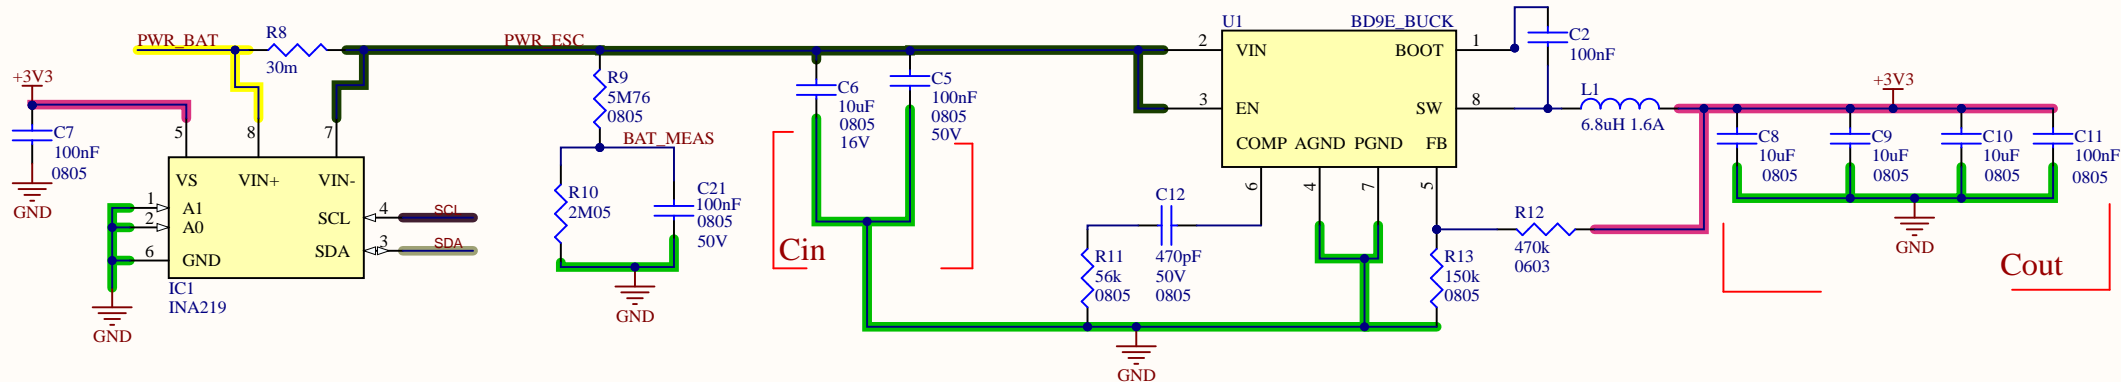 PWR_BAT
R8
30m
PWR_ESC
+3V3
C7
100nF
0805
GND
5
8
7
VS
VIN+
VIN-
1
A1
2
A0
6
GND
SCL
4
SCL
SDA
3
SDA
IC1
INA219
GND
R9
5M76
0805
BAT_MEAS
R10
2M05
C21
100nF
0805
50V
GND
C6
10uF
0805
16V
C5
100nF
0805
50V
Cin
U1
BD9E_BUCK
2
VIN
BOOT
1
3
EN
SW
8
COMP
AGND
PGND
FB
6
4
7
5
C2
100nF
L1
6.8uH 1.6A
C12
470pF
50V
0805
R11
56k
0805
GND
R12
470k
0603
R13
150k
0805
+3V3
C8
10uF
0805
C9
10uF
0805
C10
10uF
0805
C11
100nF
0805
GND
Cout